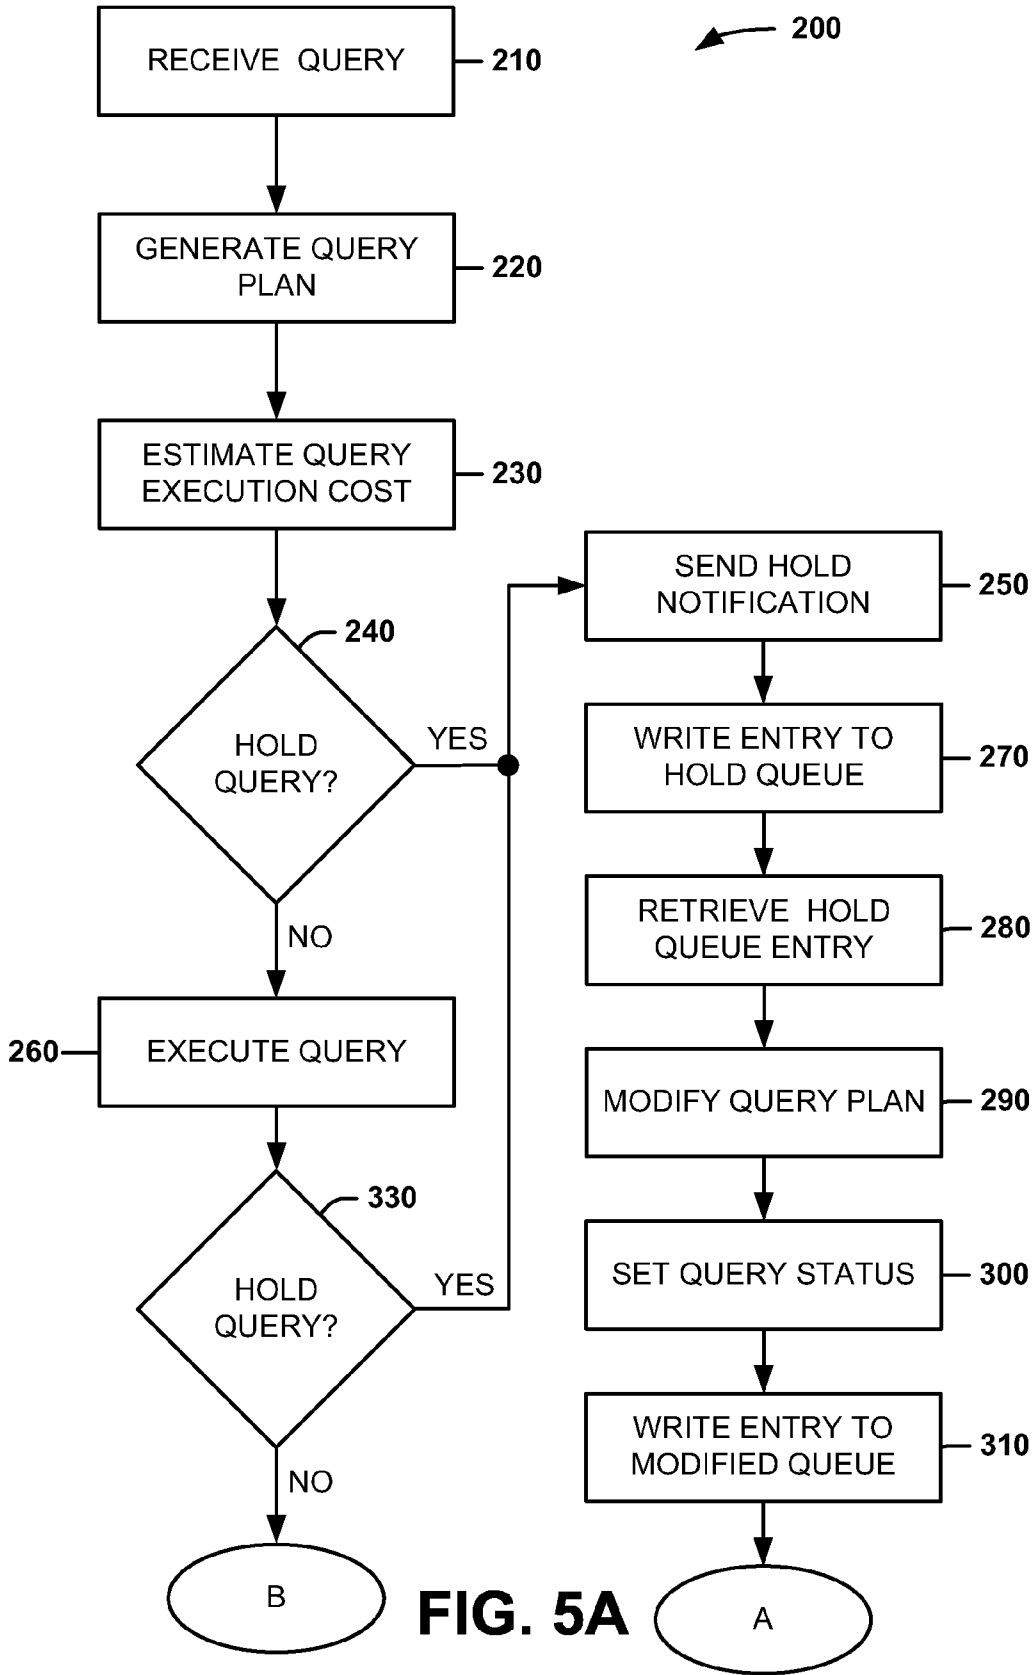 200
RECEIVE QUERY
210
GENERATE QUERY
PLAN
220
ESTIMATE QUERY
EXECUTION COST
230
240
HOLD
QUERY?
YES
NO
EXECUTE QUERY
260
330
HOLD
QUERY?
YES
NO
B
SEND HOLD
NOTIFICATION
250
WRITE ENTRY TO
HOLD QUEUE
270
RETRIEVE HOLD
QUEUE ENTRY
280
MODIFY QUERY PLAN
290
SET QUERY STATUS
300
WRITE ENTRY TO
MODIFIED QUEUE
310
A
FIG. 5A